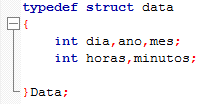 typedef struct data
{
int dia,ano,mes;
int horas,minutos;
}Data;